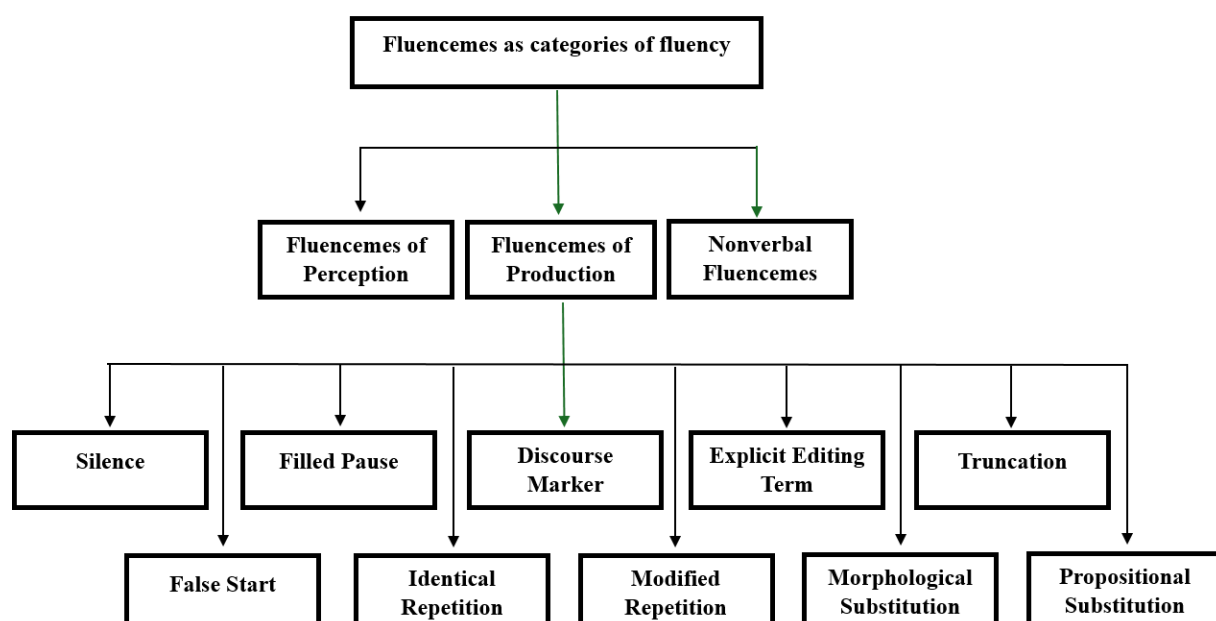 Fluencemes as categories of fluency
Fluencemes of
Perception
Fluencemes of
Production
Nonverbal
Fluencemes
Silence
Filled Pause
Discourse
Marker
Explicit Editing
Term
Truncation
False Start
Identical
Repetition
Modified
Repetition
Morphological
Substitution
Propositional
Substitution